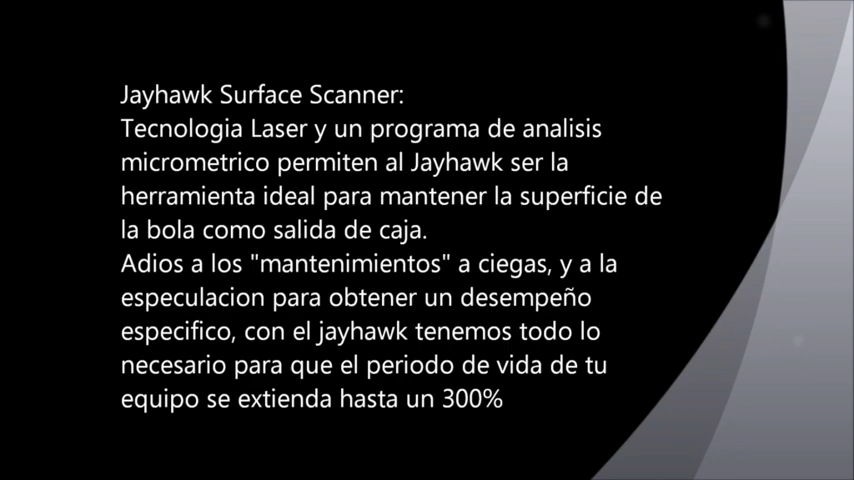 Jayhawk Surface Scanner:
Tecnologia Laser y un programa de analisis
micrometrico permiten al Jayhawk ser la
herramienta ideal para mantener la superficie de
la bola como salida de caja.
Adios a los "mantenimientos" a ciegas, y a la
especulacion para obtener un desempeño
especifico, con el jayhawk tenemos todo lo
necesario para que el periodo de vida de tu
equipo se extienda hasta un 300%